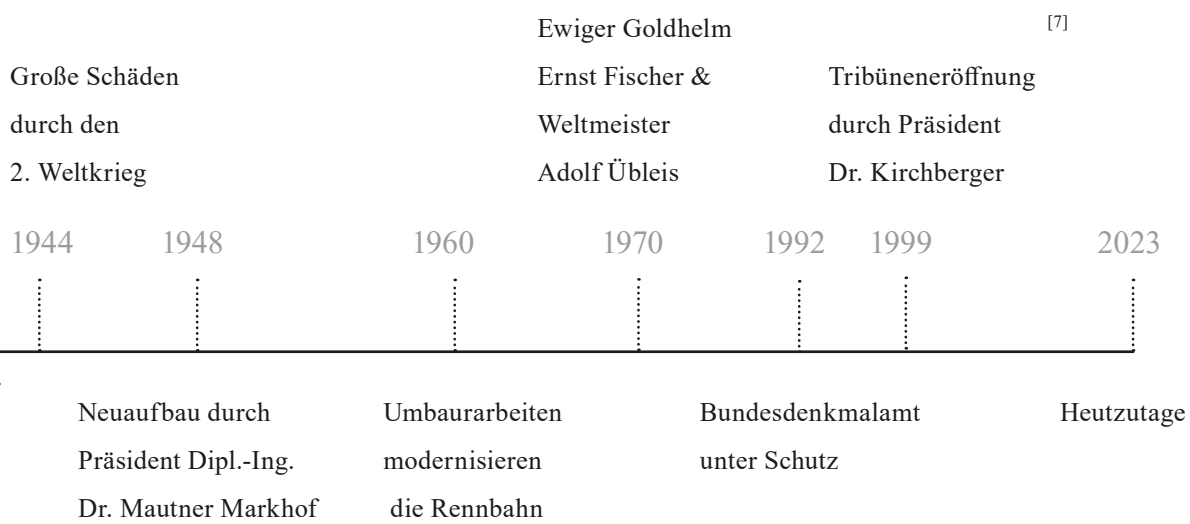 Ewiger Goldhelm
Ernst Fischer &
Weltmeister
Adolf Übleis
[7]
Große Schäden
durch den
2. Weltkrieg
Tribüneneröffnung
durch Präsident
Dr. Kirchberger
1944 1948 1960 1970 1992 1999 2023
Neuaufbau durch
Präsident Dipl.-Ing.
Dr. Mautner Markhof
Umbaurarbeiten
modernisieren
die Rennbahn
Bundesdenkmalamt
unter Schutz
Heutzutage